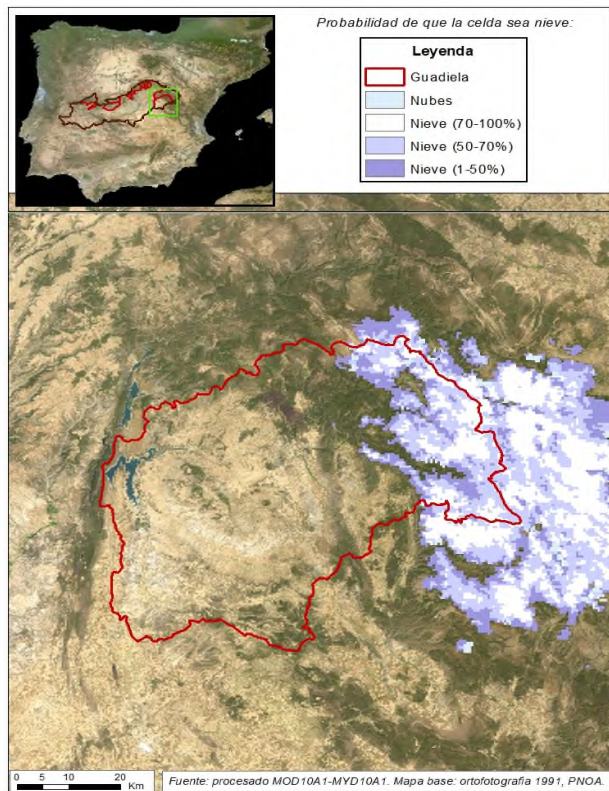 Probabilidad de que la celda sea nieve:
Leyenda
Guadiela
Nubes
Nieve (70-100%)
Nieve (50-70%)
Nieve (1-50%)
0 5 10 20
Km
Fuente: procesado MOD10A1-MYD10A1. Mapa base: ortofotografia 1991, PNOA.